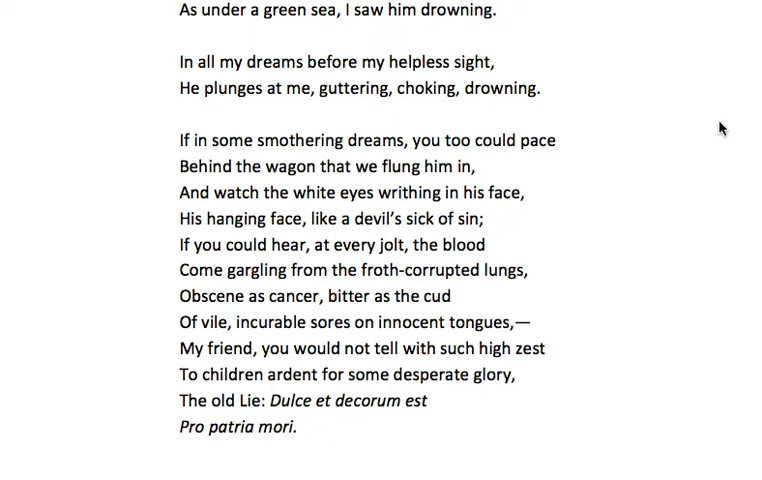 As under a green sea, I saw him drowning.
In all my dreams before my helpless sight,
He plunges at me, guttering, choking, drowning.
If in some smothering dreams, you too could pace
Behind the wagon that we flung him in,
And watch the white eyes writhing in his face,
His hanging face, like a devil’s sick of sin;
If you could hear, at every jolt, the blood
Come gargling from the froth-corrupted lungs,
Obscene as cancer, bitter as the cud
Of vile, incurable sores on innocent tongues,—
My friend, you would not tell with such high zest
To children ardent for some desperate glory,
The old Lie: Dulce et decorum est
Pro patria mori.